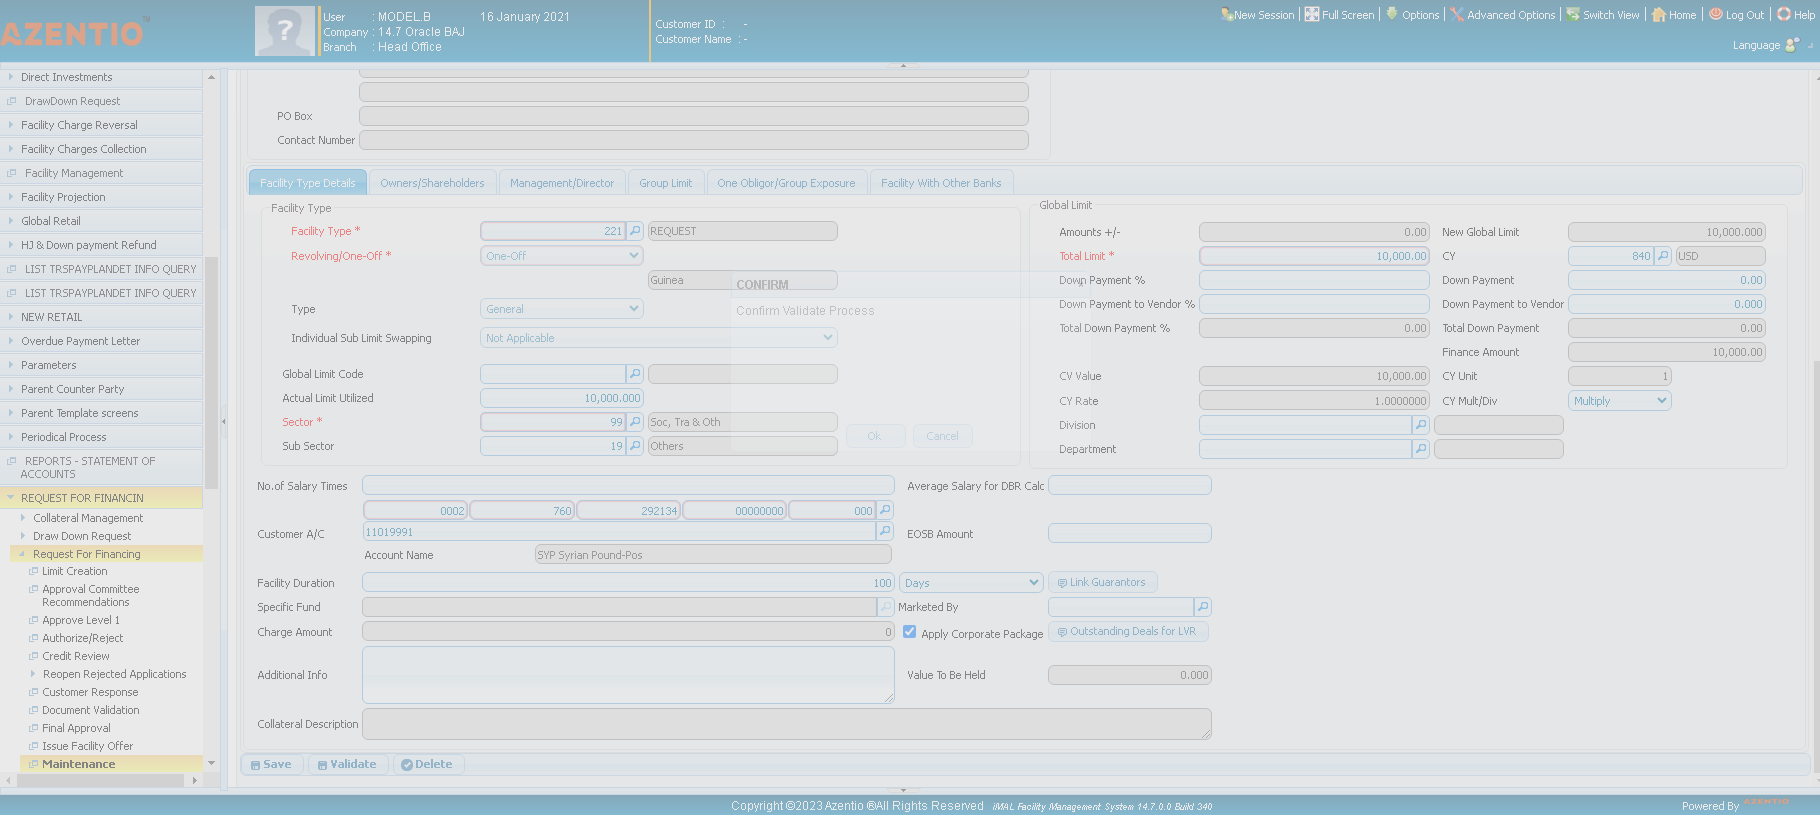 AZENTIO™
User : MODEL.B 16 January 2021
Company : 14.7 Oracle BAJ
Branch : Head Office
Customer ID : -
Customer Name : -
New Session Full Screen Options Advanced Options Switch View Home Log Out Help
Language
Direct Investments
DrawDown Request
Facility Charge Reversal
Facility Charges Collection
Facility Management
Facility Projection
Global Retail
HJ & Down payment Refund
LIST TRSPAYPLANDET INFO QUERY
LIST TRSPAYPLANDET INFO QUERY
NEW RETAIL
Overdue Payment Letter
Parameters
Parent Counter Party
Parent Template screens
Periodical Process
REPORTS - STATEMENT OF
ACCOUNTS
REQUEST FOR FINANCIN
Collateral Management
Draw Down Request
Request For Financing
Limit Creation
Approval Committee
Recommendations
Approve Level 1
Authorize/Reject
Credit Review
Reopen Rejected Applications
Customer Response
Document Validation
Final Approval
Issue Facility Offer
Maintenance
PO Box
Contact Number
Facility Type Details Owners/Shareholders Management/Director Group Limit One Obligor/Group Exposure Facility With Other Banks
Facility Type
Facility Type * 221 REQUEST
Revolving/One-Off * One-Off
Guinea
Type General
Individual Sub Limit Swapping Not Applicable
Global Limit Code
Actual Limit Utilized 10,000.000
Sector * 99 Soc, Tra & Oth
Sub Sector 19 Others
CONFIRM
Confirm Validate Process
Ok Cancel
Global Limit
Amounts +/- 0.00 New Global Limit 10,000.000
Total Limit * 10,000.00 CY 840 USD
Down Payment % Down Payment 0.00
Down Payment to Vendor % Down Payment to Vendor 0.000
Total Down Payment % 0.00 Total Down Payment 0.00
Finance Amount 10,000.00
CV Value 10,000.00 CY Unit 1
CY Rate 1.0000000 CY Mult/Div Multiply
Division
Department
No.of Salary Times Average Salary for DBR Calc
0002 760 292134 00000000 000
Customer A/C 11019991 EOSB Amount
Account Name SYP Syrian Pound-Pos
Facility Duration 100 Days Link Guarantors
Specific Fund Marketed By
Charge Amount 0 Apply Corporate Package Outstanding Deals for LVR
Additional Info Value To Be Held 0.000
Collateral Description
Save Validate Delete
Copyright ©2023 Azentio ®All Rights Reserved iMAL Facility Management System 14.7.0.0 Build 340
Powered By AZENTIO